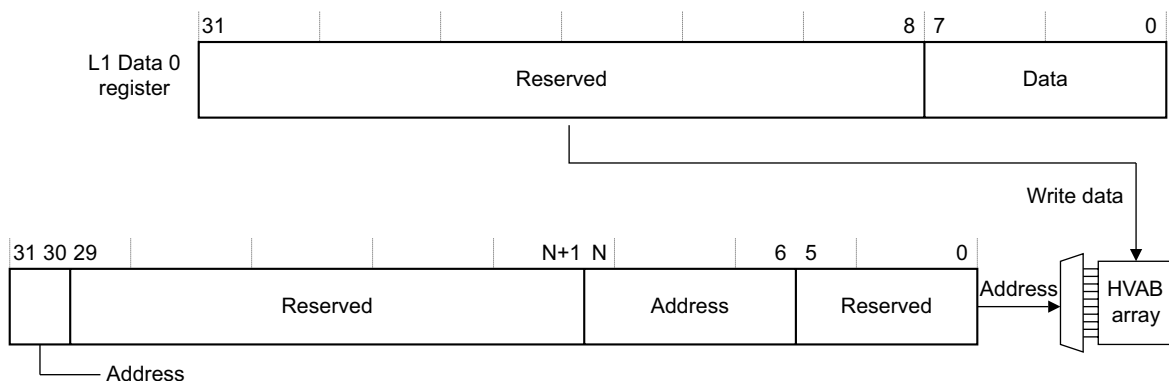 31 8 7 0
L1 Data 0
register
Reserved Data
Write data
31 30 29 N+1 N 6 5 0
Reserved Address Reserved
Address
HVAB
array
Address